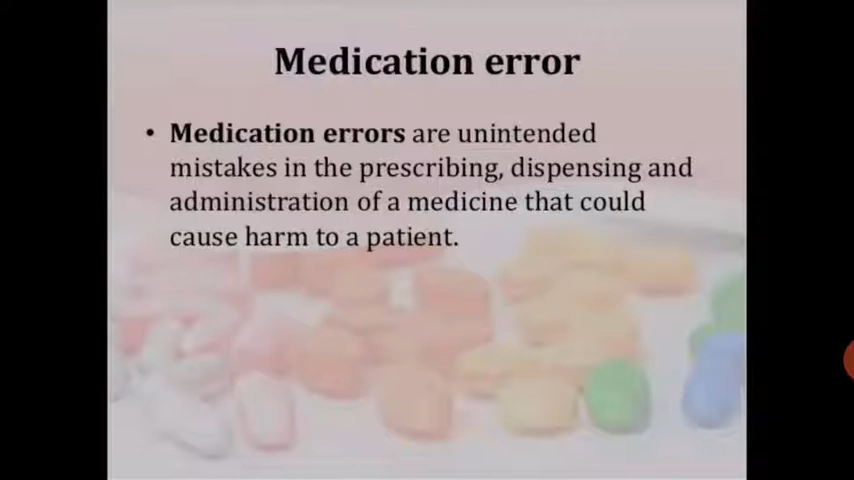 Medication error
• Medication errors are unintended
mistakes in the prescribing, dispensing and
administration of a medicine that could
cause harm to a patient.